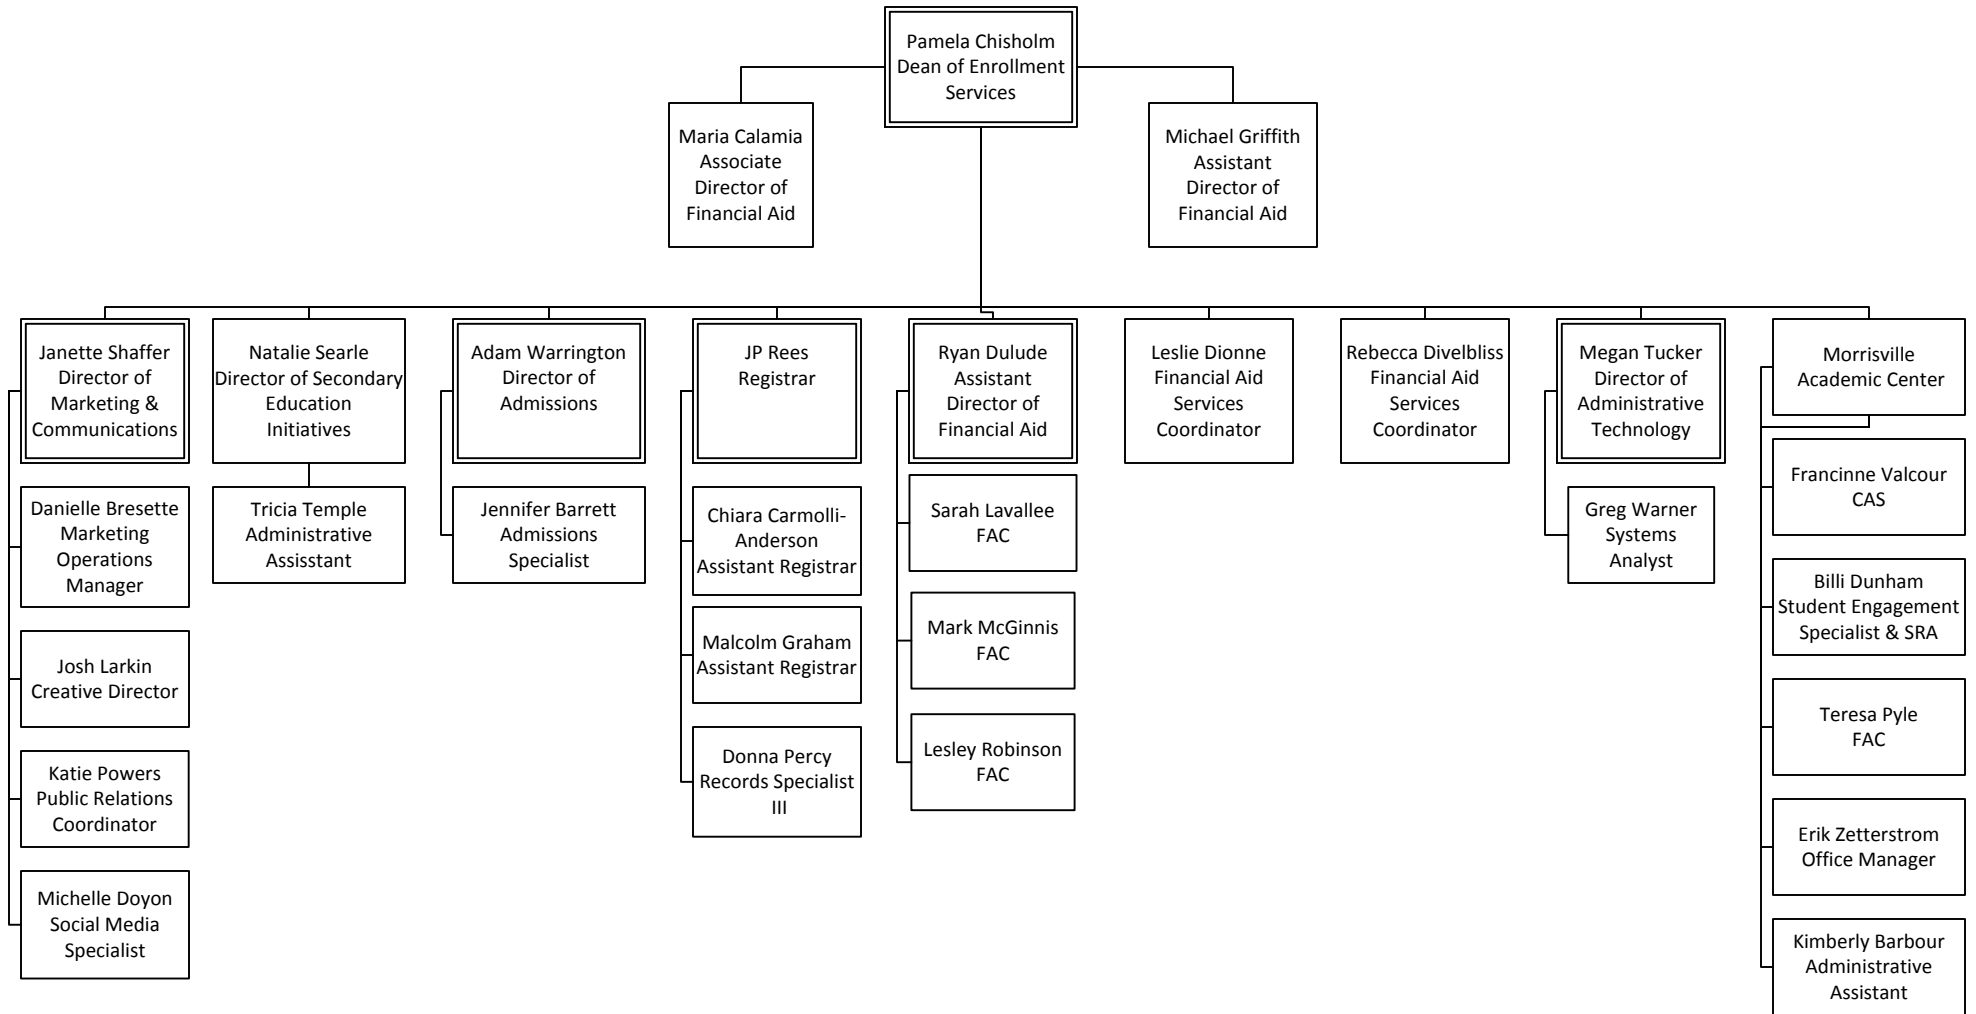 Pamela Chisholm
Dean of Enrollment
Services
Maria Calamia
Associate
Director of
Financial Aid
Michael Griffith
Assistant
Director of
Financial Aid
Janette Shaffer
Director of
Marketing &
Communications
Natalie Searle
Director of Secondary
Education
Initiatives
Adam Warrington
Director of
Admissions
JP Rees
Registrar
Ryan Dulude
Assistant
Director of
Financial Aid
Leslie Dionne
Financial Aid
Services
Coordinator
Rebecca Divelbliss
Financial Aid
Services
Coordinator
Megan Tucker
Director of
Administrative
Technology
Morrisville
Academic Center
Danielle Bresette
Marketing
Operations
Manager
Josh Larkin
Creative Director
Katie Powers
Public Relations
Coordinator
Michelle Doyon
Social Media
Specialist
Tricia Temple
Administrative
Assisstant
Jennifer Barrett
Admissions
Specialist
Chiara Carmolli-
Anderson
Assistant Registrar
Malcolm Graham
Assistant Registrar
Donna Percy
Records Specialist
III
Sarah Lavallee
FAC
Mark McGinnis
FAC
Lesley Robinson
FAC
Greg Warner
Systems
Analyst
Francinne Valcour
CAS
Billi Dunham
Student Engagement
Specialist & SRA
Teresa Pyle
FAC
Erik Zetterstrom
Office Manager
Kimberly Barbour
Administrative
Assistant